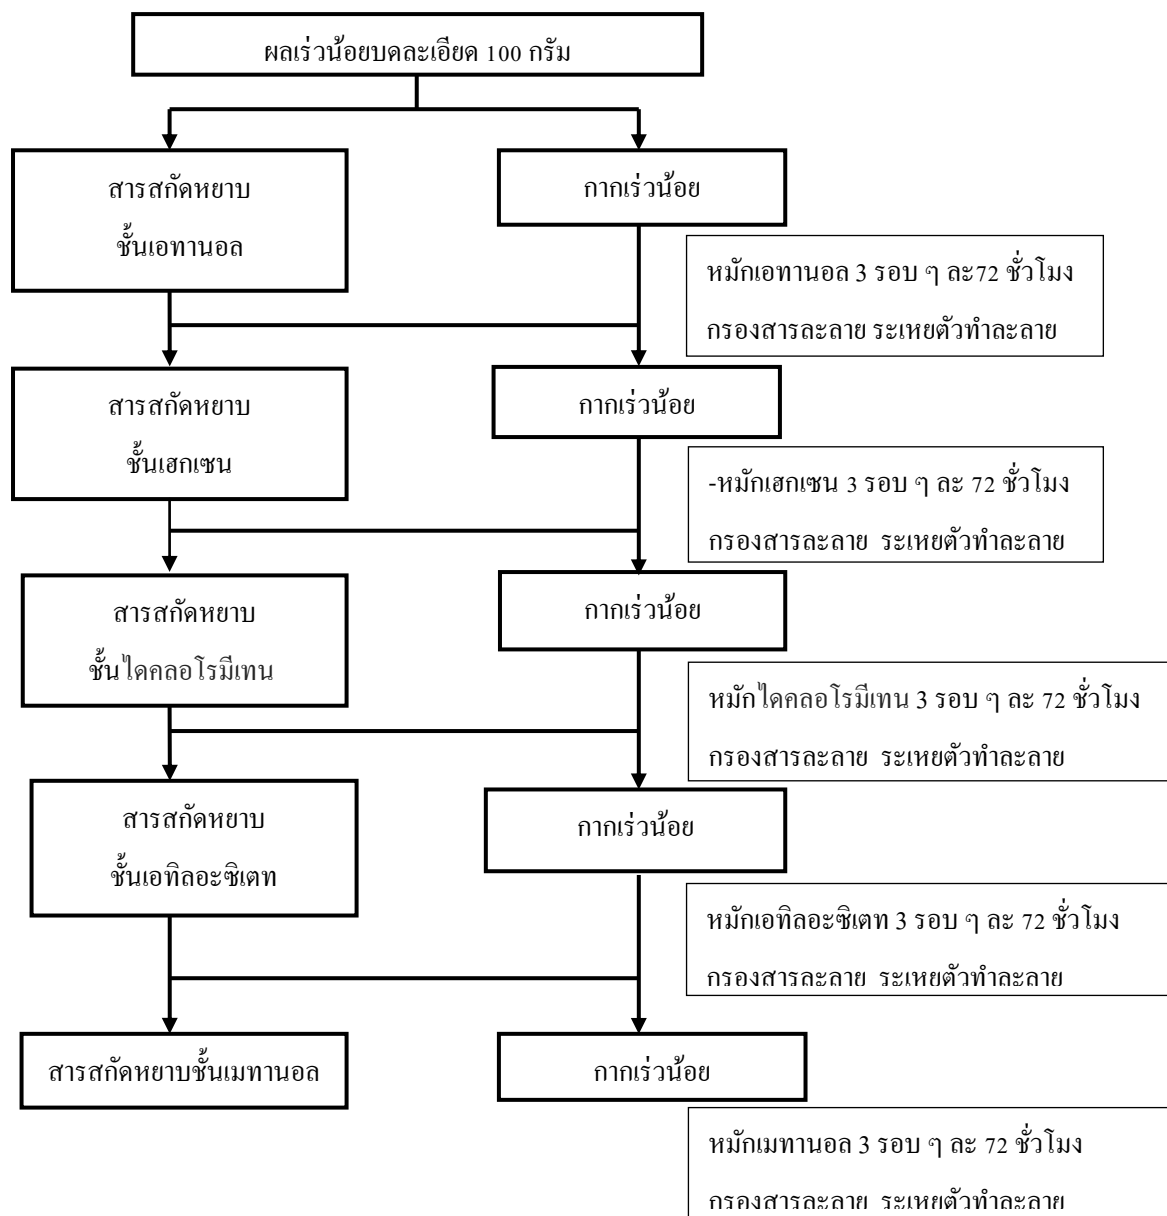 ผลเร่วน้อยบดละเอียด 100 กรัม
สารสกัดหยาบ
ชั้นเอทานอล
กากเร่วน้อย
หมักเอทานอล 3 รอบ ๆ ละ72 ชั่วโมง
กรองสารละลาย ระเหยตัวทำละลาย
สารสกัดหยาบ
ชั้นเฮกเซน
กากเร่วน้อย
-หมักเฮกเซน 3 รอบ ๆ ละ 72 ชั่วโมง
กรองสารละลาย ระเหยตัวทำละลาย
สารสกัดหยาบ
ชั้นไดคลอโรมีเทน
กากเร่วน้อย
หมักไดคลอโรมีเทน 3 รอบ ๆ ละ 72 ชั่วโมง
กรองสารละลาย ระเหยตัวทำละลาย
สารสกัดหยาบ
ชั้นเอทิลอะซิเตท
กากเร่วน้อย
หมักเอทิลอะซิเตท 3 รอบ ๆ ละ 72 ชั่วโมง
กรองสารละลาย ระเหยตัวทำละลาย
สารสกัดหยาบชั้นเมทานอล
กากเร่วน้อย
หมักเมทานอล 3 รอบ ๆ ละ 72 ชั่วโมง
กรองสารละลาย ระเหยตัวทำละลาย